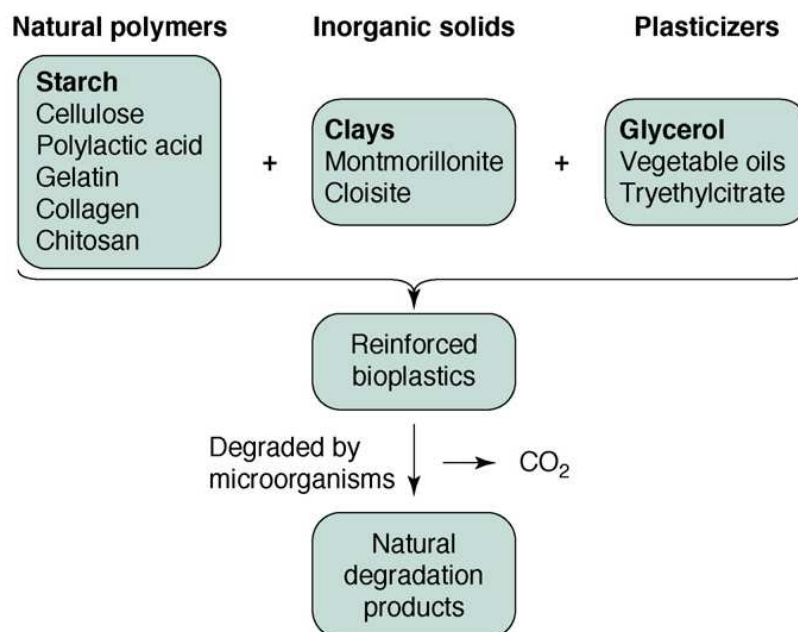 Natural polymers
Inorganic solids
Plasticizers
Starch
Cellulose
Polylactic acid
Gelatin
Collagen
Chitosan
+
Clays
Montmorillonite
Cloisite
+
Glycerol
Vegetable oils
Tryethylcitrate
Reinforced
bioplastics
Degraded by
microorganisms
CO₂
Natural
degradation
products